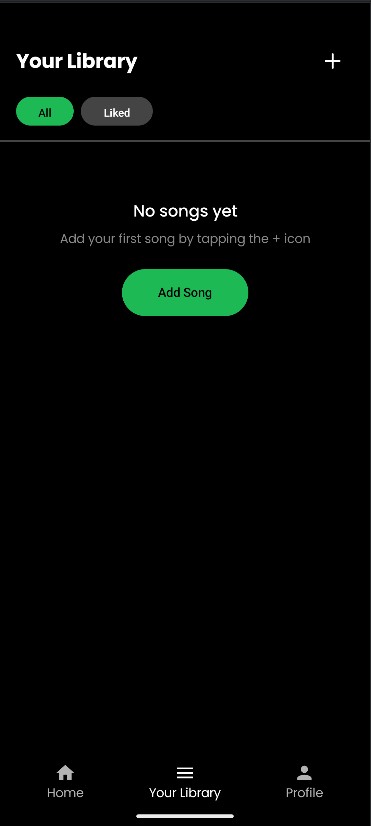 Your Library
All
Liked
No songs yet
Add your first song by tapping the + icon
Add Song
Home
Your Library
Profile